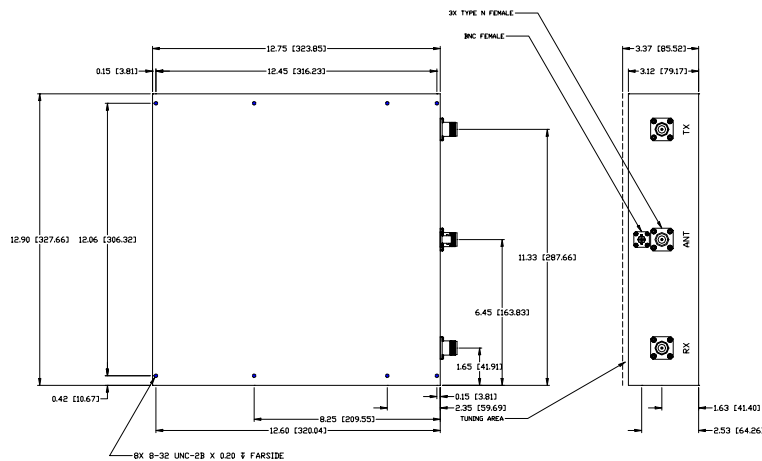 3X TYPE N FEMALE
BNC FEMALE
12.75 [323.85]
3.37 [85.52]
0.15 [3.81]
12.45 [316.23]
3.12 [79.17]
TX
12.90 [327.66]
12.06 [306.32]
ANT
11.33 [287.66]
6.45 [163.83]
RX
1.65 [41.91]
0.42 [10.67]
0.15 [3.81]
2.35 [59.69]
1.63 [41.40]
8.25 [209.55]
TUNING AREA
12.60 [320.04]
2.53 [64.26]
8X 8-32 UNC-2B X 0.20 ↧ FARSIDE